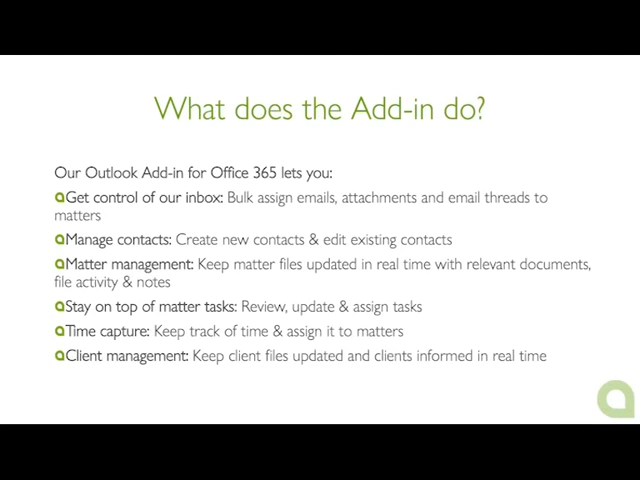 What does the Add-in do?
Our Outlook Add-in for Office 365 lets you:
Get control of our inbox: Bulk assign emails, attachments and email threads to
matters
Manage contacts: Create new contacts & edit existing contacts
Matter management: Keep matter files updated in real time with relevant documents,
file activity & notes
Stay on top of matter tasks: Review, update & assign tasks
Time capture: Keep track of time & assign it to matters
Client management: Keep client files updated and clients informed in real time